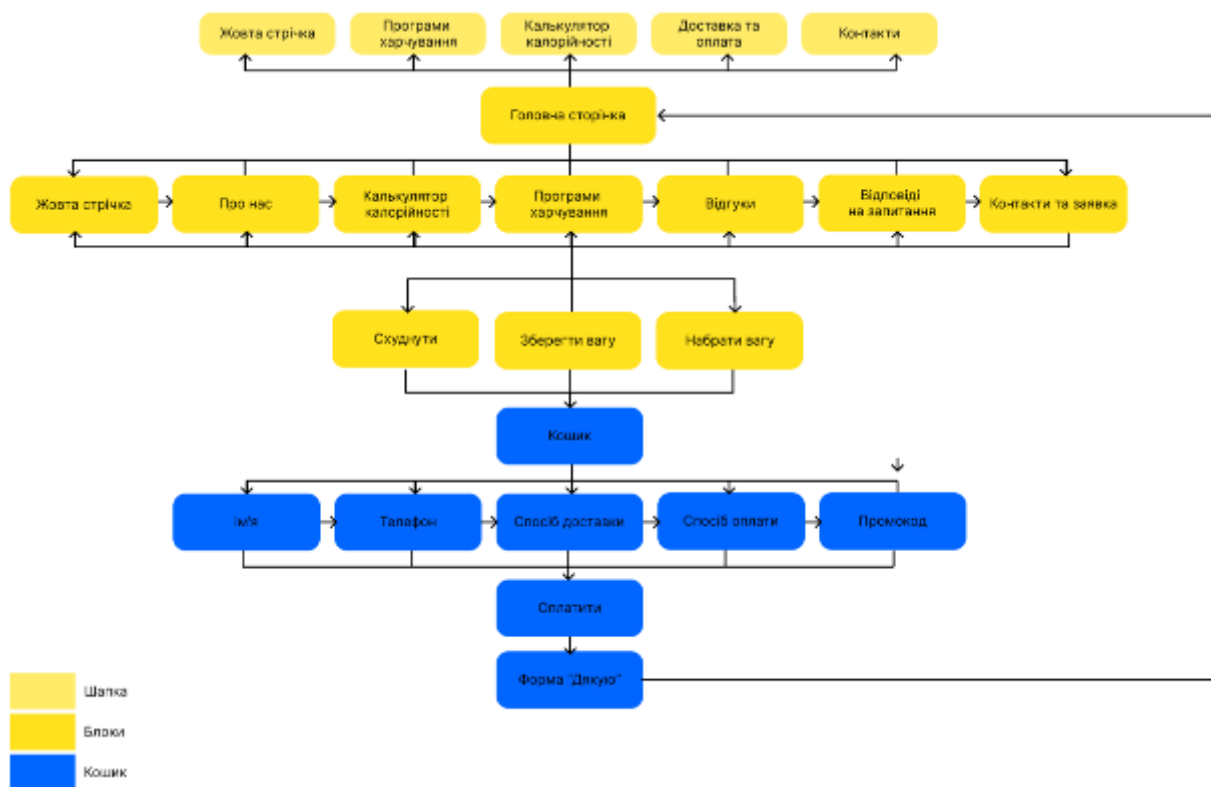 Жовта стрічка
Програми
харчування
Калькулятор
калорійності
Доставка та
оплата
Контакти
Головна сторінка
Жовта стрічка
Про нас
Калькулятор
калорійності
Програми
харчування
Відгуки
Відповіді
на запитання
Контакти та заявка
Схуднути
Зберегти вагу
Набрати вагу
Кошик
Ім'я
Телефон
Спосіб доставки
Спосіб оплати
Промокод
Оплатити
Форма "Дякую"
Шапка
Блоки
Кошик